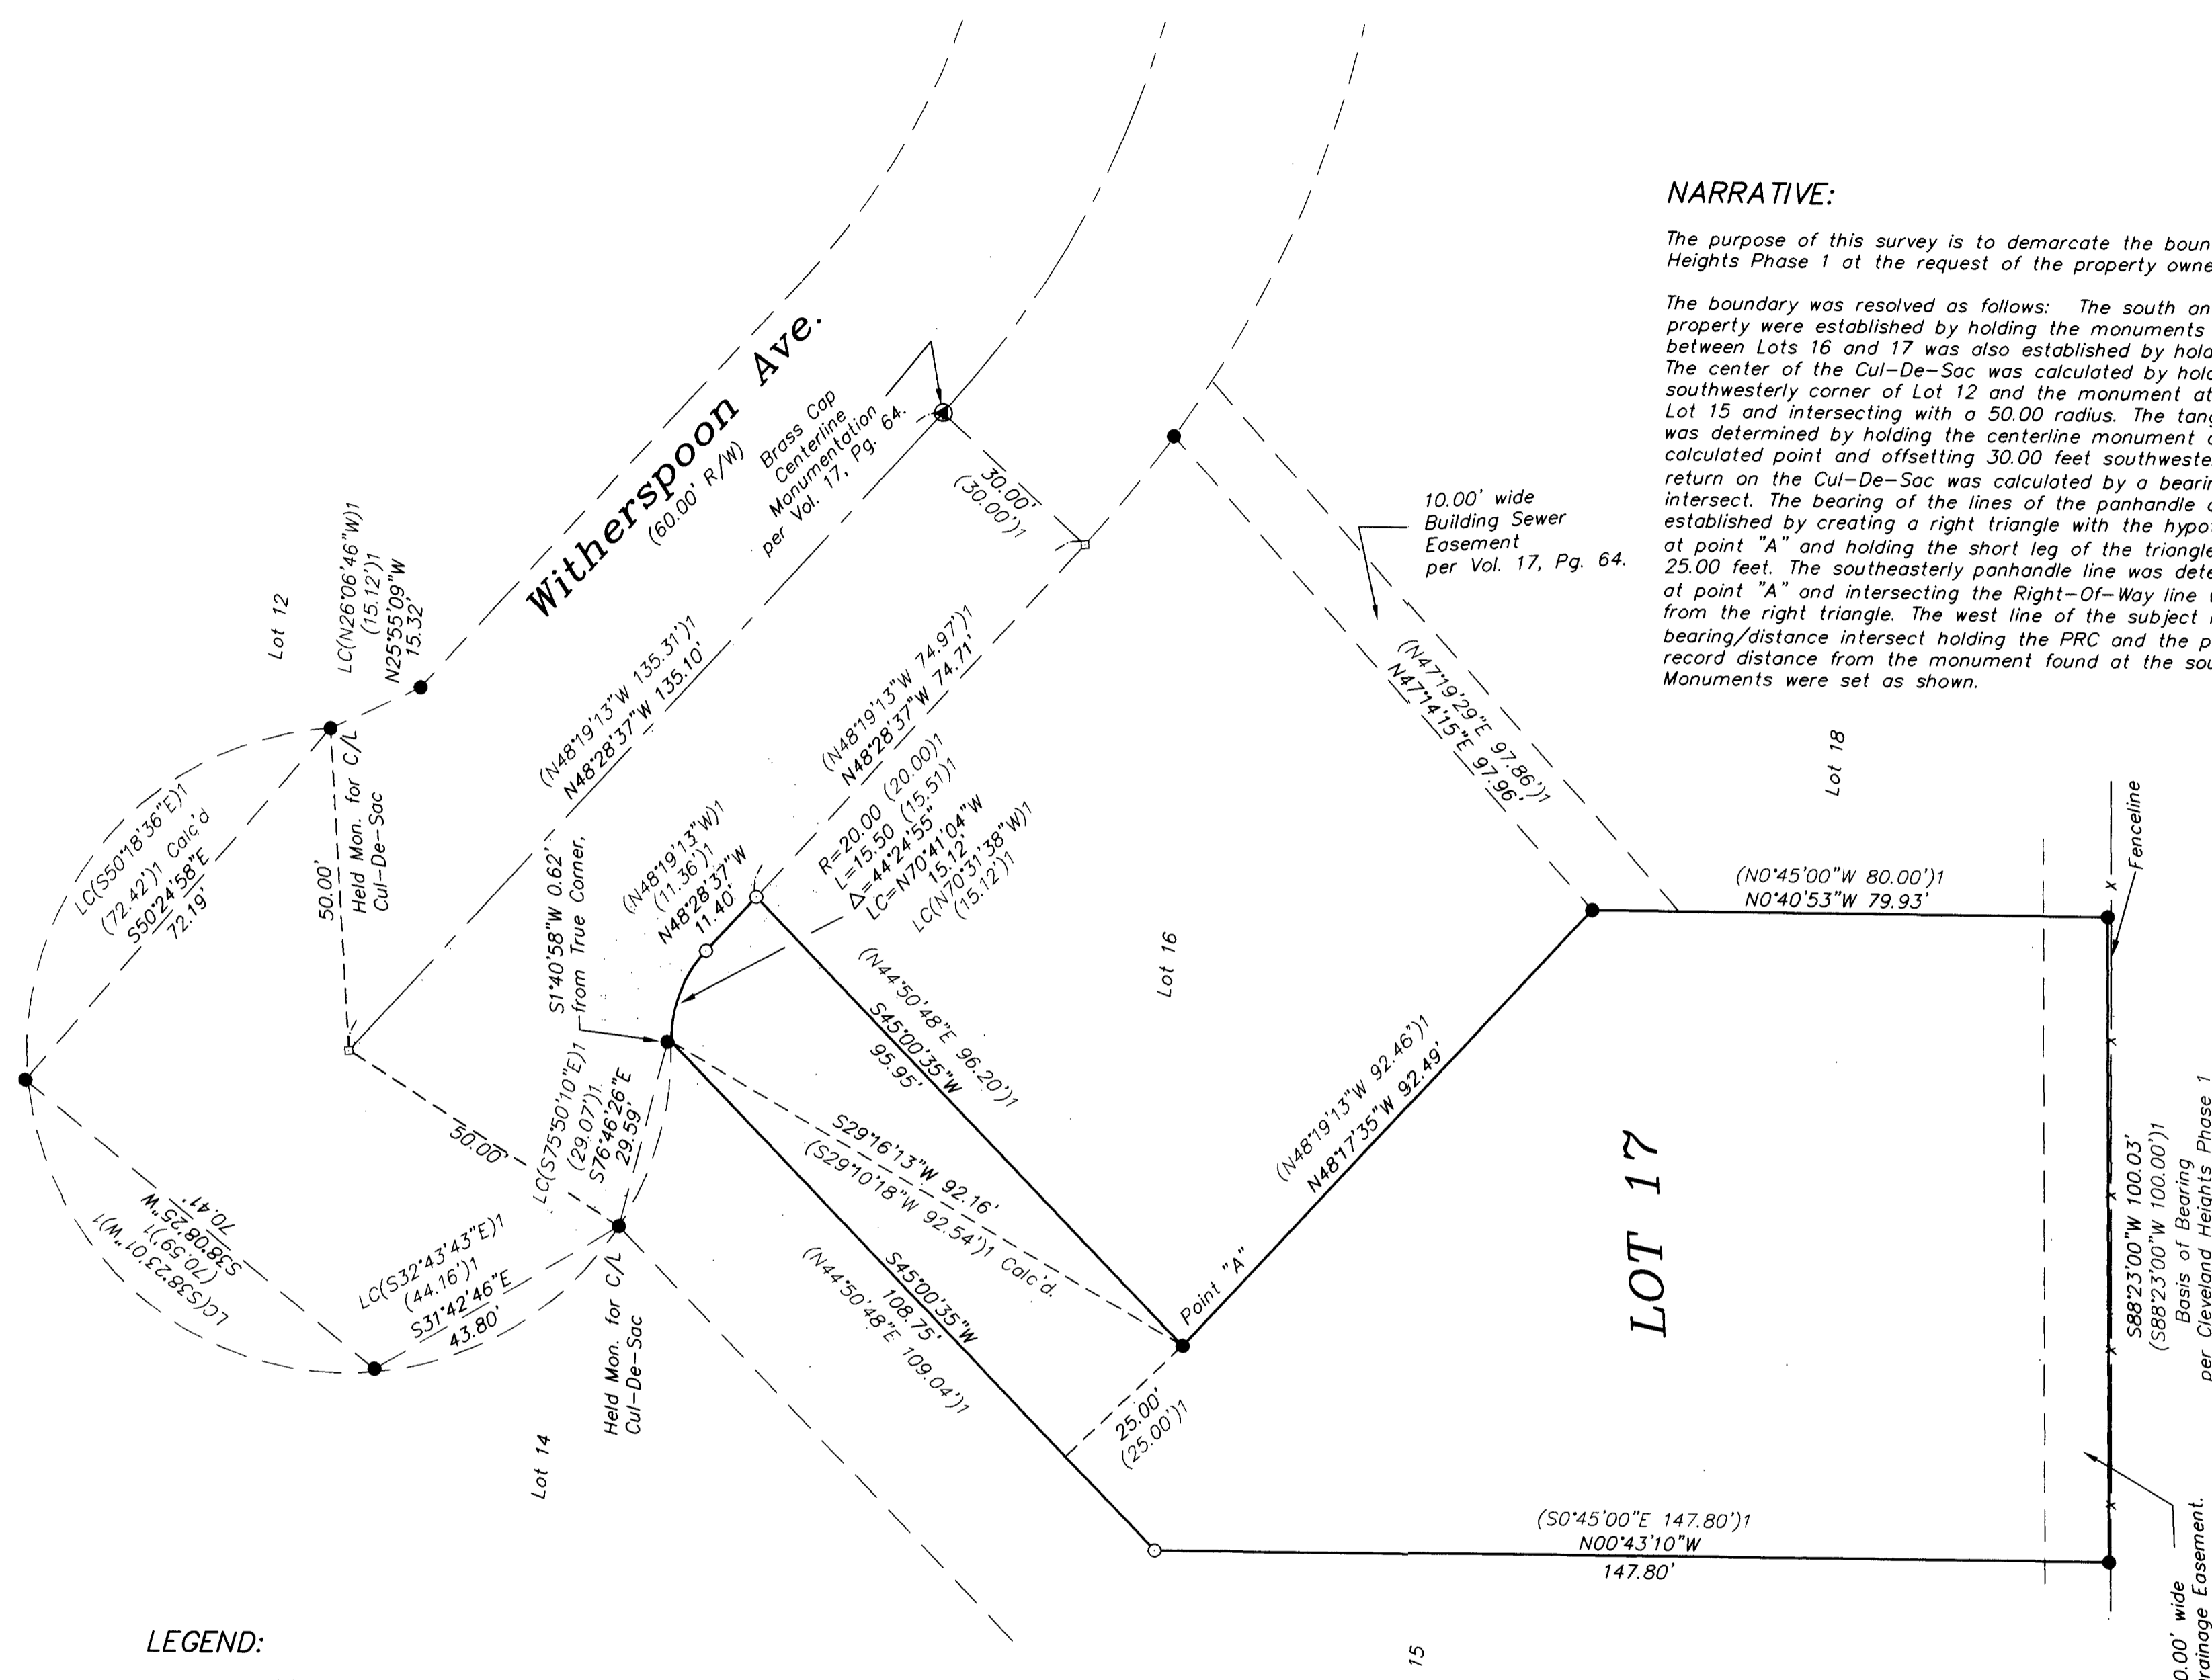 NARRATIVE:
The purpose of this survey is to demarcate the boun
Heights Phase 1 at the request of the property owne
The boundary was resolved as follows: The south an
property were established by holding the monuments
between Lots 16 and 17 was also established by hold
The center of the Cul-De-Sac was calculated by hold
southwesterly corner of Lot 12 and the monument at
Lot 15 and intersecting with a 50.00 radius. The tang
was determined by holding the centerline monument
calculated point and offsetting 30.00 feet southweste
return on the Cul-De-Sac was calculated by a bearin
intersect. The bearing of the lines of the panhandle
established by creating a right triangle with the hypo
at point "A" and holding the short leg of the triangle
25.00 feet. The southeasterly panhandle line was dete
at point "A" and intersecting the Right-Of-Way line
from the right triangle. The west line of the subject
bearing/distance intersect holding the PRC and the p
record distance from the monument found at the sou
Monuments were set as shown.
Witherspoon Ave.
(60.00' R/W)
Brass Cap
Centerline
Monumentation
per Vol. 17, Pg. 64.
30.00'
(30.00')1
10.00' wide
Building Sewer
Easement
per Vol. 17, Pg. 64.
Lot 12
LC(N26°06'46"W)1
(15.12')1
N25°55'09"W
15.32'
(N48°19'13"W 135.31')1
N48°28'37"W 135.10'
(N48°19'13"W 74.97')1
N48°28'37"W 74.71'
(N47°19'29"E 97.86')1
N47°14'15"E 97.96'
Lot 18
Fenceline
LC(S50°18'36"E)1
(72.42')1 Calc'd
S50°24'58"E
72.19'
50.00'
Held Mon. for C/L
Cul-De-Sac
S1°40'58"W 0.62'
from True Corner,
(N48°19'13"W)1
(11.36')1
N48°28'37"W
11.40'
R=20.00 (20.00)1
L=15.50 (15.51)1
Δ=44°24'55"
LC=N70°41'04"W
15.12'
LC(N70°31'38"W)1
(15.12')1
(N0°45'00"W 80.00')1
N0°40'53"W 79.93'
Lot 16
(N44°50'48"E 96.20')1
S45°00'35"W
95.95'
LC(S75°50'10"E)1
(29.07')1
S76°46'26"E
29.59'
50.00'
S29°16'13"W 92.16'
(S29°10'18"W 92.54')1 Calc'd.
(N48°19'13"W 92.46')1
N48°17'35"W 92.49'
LOT 17
S88°23'00"W 100.03'
(S88°23'00"W 100.00')1
Basis of Bearing
per Cleveland Heights Phase 1
LC(S38°23'01"W)1
(70.59')1
S38°08'25"W
70.41'
LC(S32°43'43"E)1
(44.16')1
S31°42'46"E
43.80'
Held Mon. for C/L
Cul-De-Sac
S45°00'35"W
108.75'
(N44°50'48"E 109.04')1
Point "A"
25.00'
(25.00')1
Lot 14
(S0°45'00"E 147.80')1
N00°43'10"W
147.80'
0.00' wide
rainage Easement.
15
LEGEND: